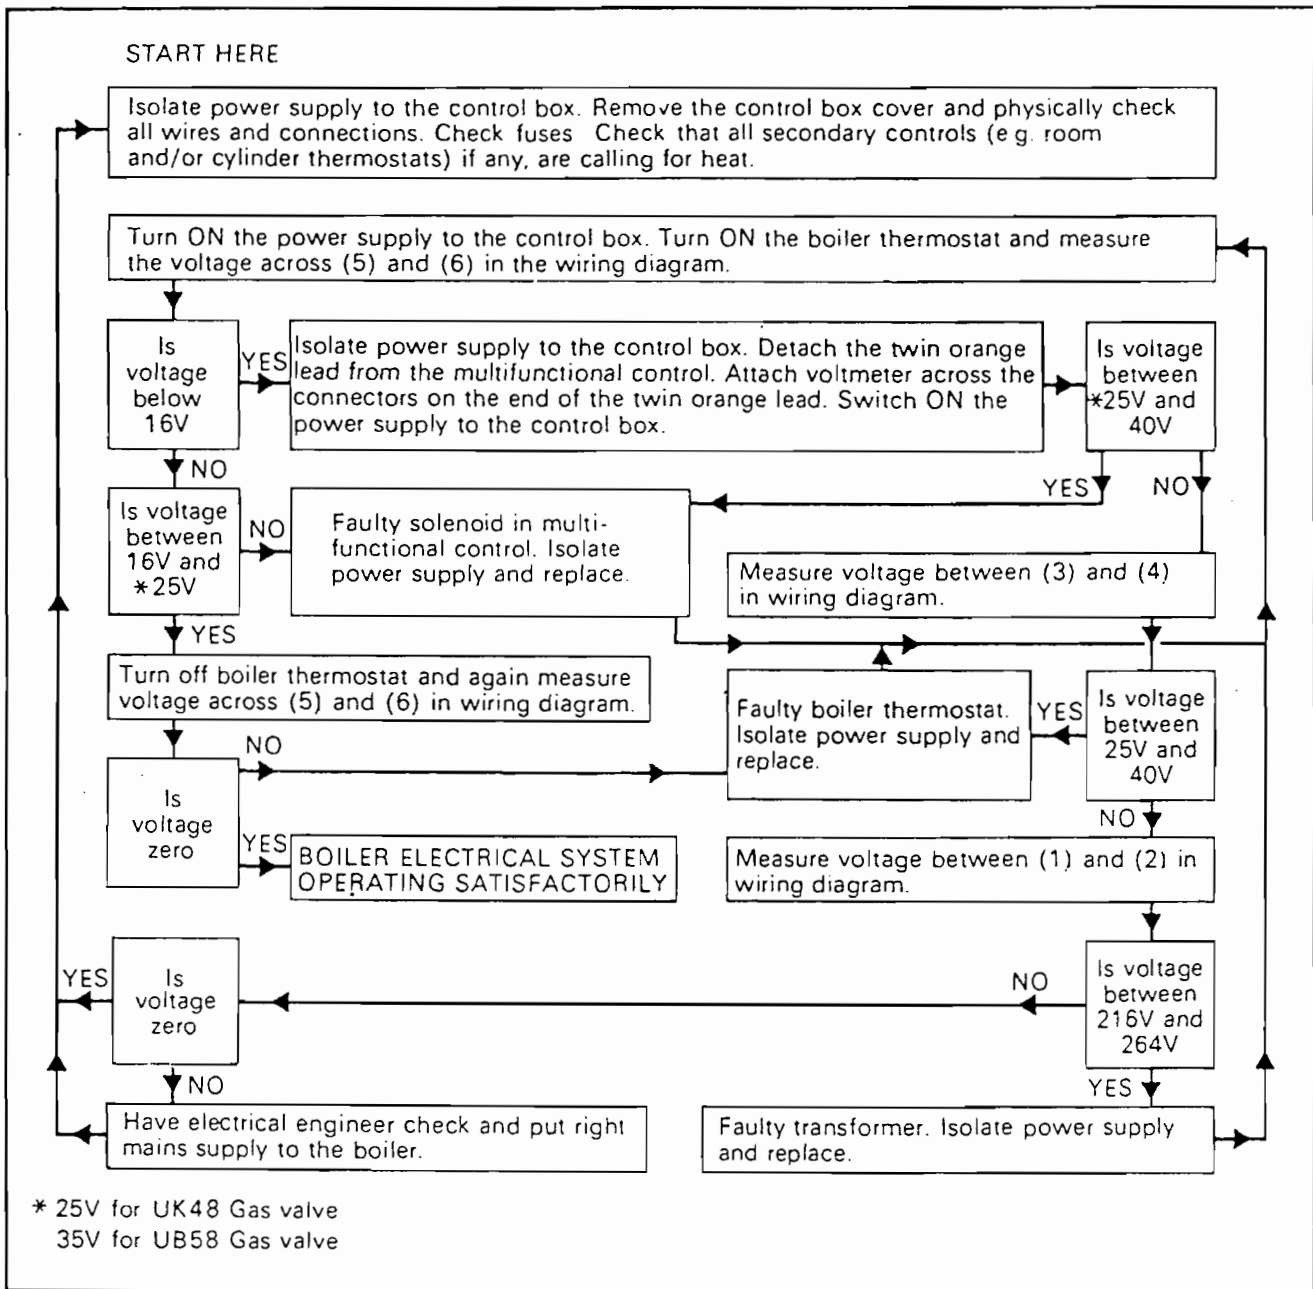 START HERE
Isolate power supply to the control box. Remove the control box cover and physically check
all wires and connections. Check fuses Check that all secondary controls (e g. room
and/or cylinder thermostats) if any, are calling for heat.
Turn ON the power supply to the control box. Turn ON the boiler thermostat and measure
the voltage across (5) and (6) in the wiring diagram.
Is
voltage
below
16V
YES
Isolate power supply to the control box. Detach the twin orange
lead from the multifunctional control. Attach voltmeter across the
connectors on the end of the twin orange lead. Switch ON the
power supply to the control box.
Is voltage
between
*25V and
40V
NO
YES
NO
Is voltage
between
16V and
*25V
NO
Faulty solenoid in multi-
functional control. Isolate
power supply and replace.
Measure voltage between (3) and (4)
in wiring diagram.
YES
Turn off boiler thermostat and again measure
voltage across (5) and (6) in wiring diagram.
Faulty boiler thermostat.
Isolate power supply and
replace.
YES
Is voltage
between
25V and
40V
NO
Is
voltage
zero
YES
BOILER ELECTRICAL SYSTEM
OPERATING SATISFACTORILY
NO
Measure voltage between (1) and (2) in
wiring diagram.
YES
Is
voltage
zero
NO
Is voltage
between
216V and
264V
NO
YES
Have electrical engineer check and put right
mains supply to the boiler.
Faulty transformer. Isolate power supply
and replace.
* 25V for UK48 Gas valve
35V for UB58 Gas valve